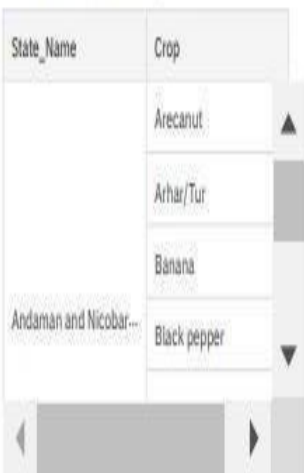 State_Name Crop
Arecanut
Arhar/Tur
Banana
Andaman and Nicobar...
Black pepper